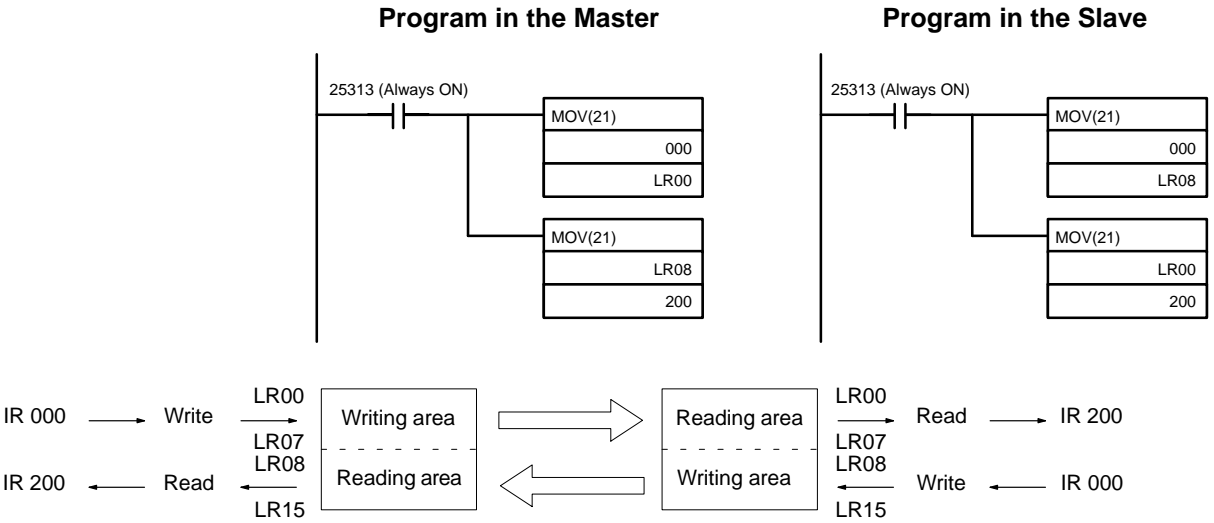 Program in the Master
Program in the Slave
25313 (Always ON)
MOV(21)
000
LR00
MOV(21)
LR08
200
25313 (Always ON)
MOV(21)
000
LR08
MOV(21)
LR00
200
IR 000 Write LR00 Writing area Reading area LR00 Read IR 200
LR07 LR07
IR 200 Read LR08 Reading area Writing area LR08 Write IR 000
LR15 LR15